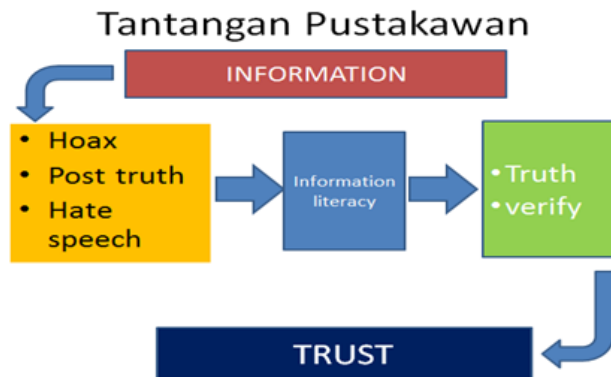 Tantangan Pustakawan
INFORMATION
• Hoax
• Post truth
• Hate
speech
Information
literacy
• Truth
• verify
TRUST